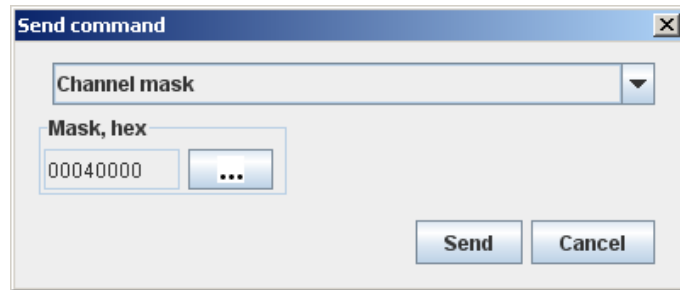 Send command
Channel mask
Mask, hex
00040000 ...
Send Cancel